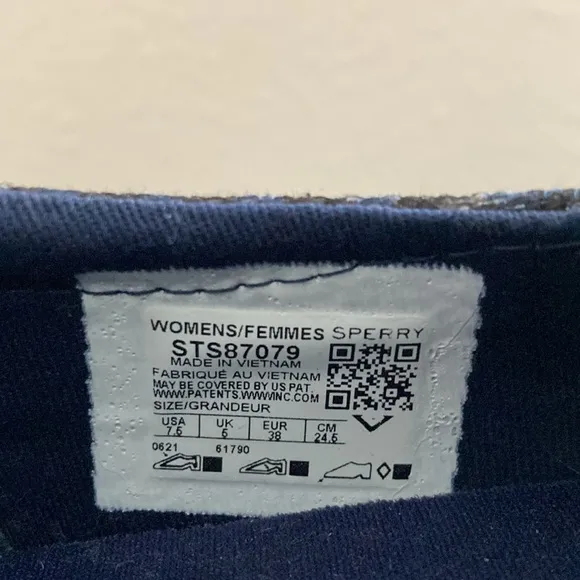 WOMENS/FEMMES SPERRY
STS87079
MADE IN VIETNAM
FABRIQUÉ AU VIETNAM
MAY BE COVERED BY US PAT.
WWW.PATENTS.WWWINC.COM
SIZE/GRANDEUR
USA UK EUR CM
7.5 5 38 24.5
0621 61790